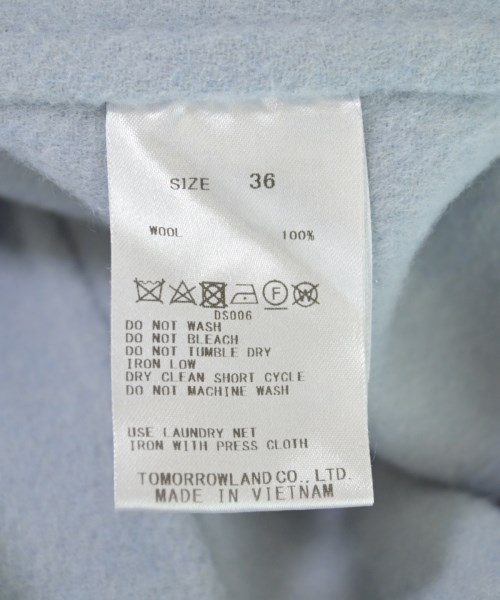 SIZE 36
WOOL 100%
F W
DS006
DO NOT WASH
DO NOT BLEACH
DO NOT TUMBLE DRY
IRON LOW
DRY CLEAN SHORT CYCLE
DO NOT MACHINE WASH
USE LAUNDRY NET
IRON WITH PRESS CLOTH
TOMORROWLAND CO., LTD.
MADE IN VIETNAM